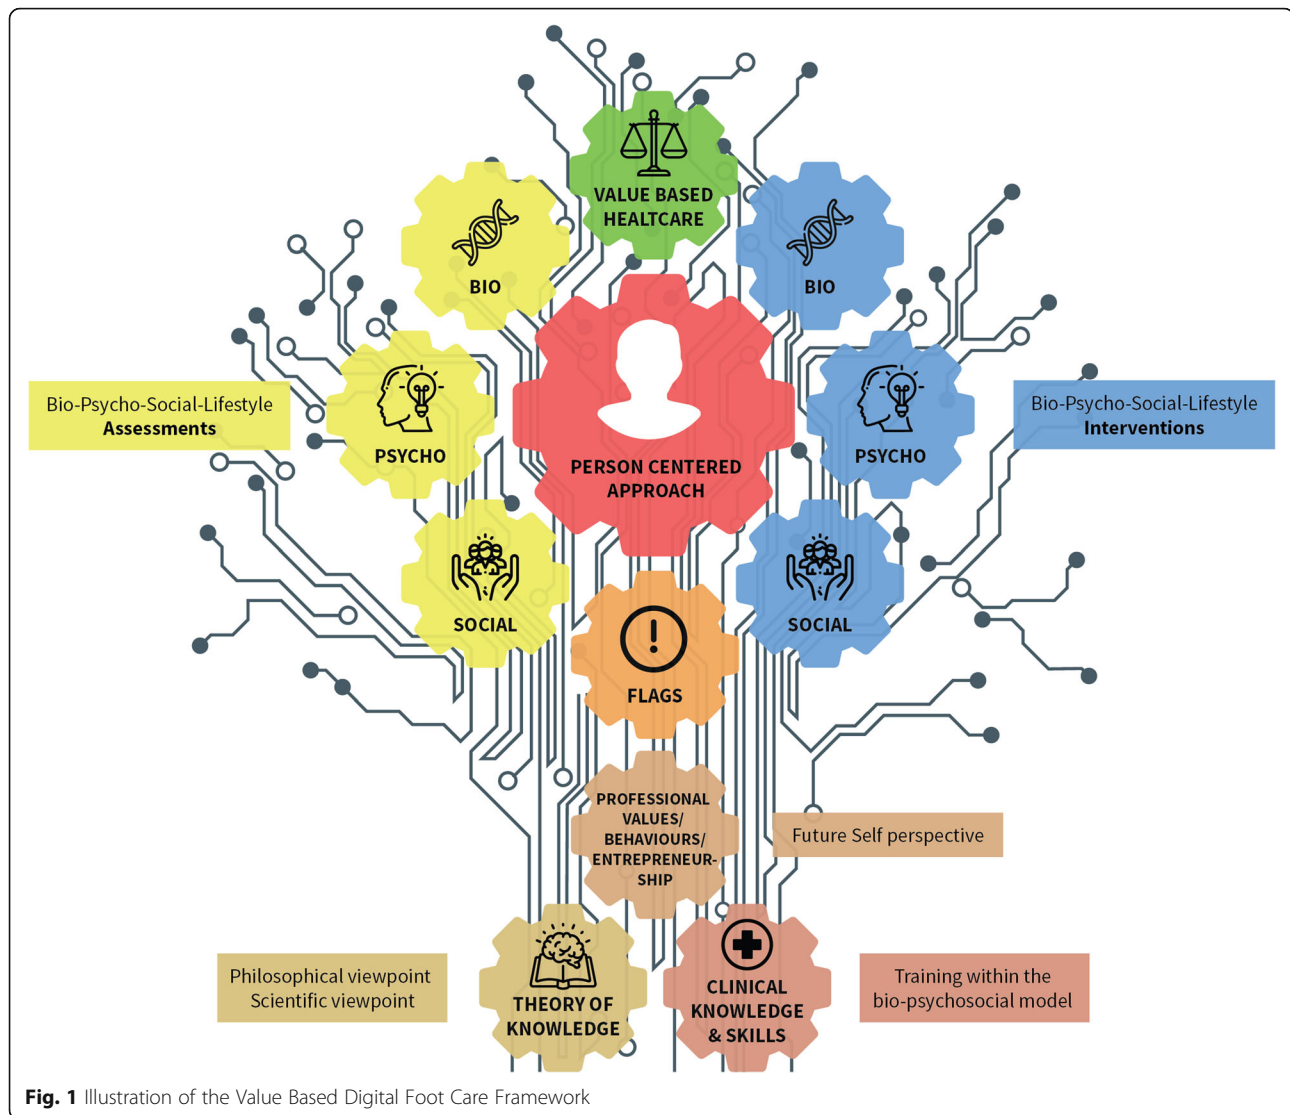 VALUE BASED
HEALTCARE
BIO
BIO
PERSON CENTERED
APPROACH
Bio-Psycho-Social-Lifestyle
Assessments
PSYCHO
PSYCHO
Bio-Psycho-Social-Lifestyle
Interventions
SOCIAL
SOCIAL
FLAGS
PROFESSIONAL
VALUES/
BEHAVIOURS/
ENTREPRENEUR-
SHIP
Future Self perspective
Philosophical viewpoint
Scientific viewpoint
THEORY OF
KNOWLEDGE
CLINICAL
KNOWLEDGE
& SKILLS
Training within the
bio-psychosocial model
Fig. 1 Illustration of the Value Based Digital Foot Care Framework